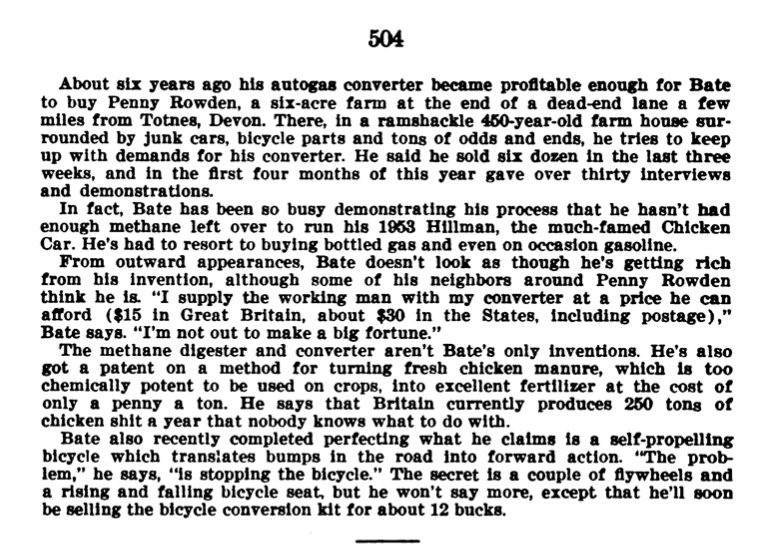 504
About six years ago his autogas converter became profitable enough for Bate
to buy Penny Rowden, a six-acre farm at the end of a dead-end lane a few
miles from Totnes, Devon. There, in a ramshackle 450-year-old farm house sur-
rounded by junk cars, bicycle parts and tons of odds and ends, he tries to keep
up with demands for his converter. He said he sold six dozen in the last three
weeks, and in the first four months of this year gave over thirty interviews
and demonstrations.
In fact, Bate has been so busy demonstrating his process that he hasn't had
enough methane left over to run his 1953 Hillman, the much-famed Chicken
Car. He's had to resort to buying bottled gas and even on occasion gasoline.
From outward appearances, Bate doesn't look as though he's getting rich
from his invention, although some of his neighbors around Penny Rowden
think he is. "I supply the working man with my converter at a price he can
afford ($15 in Great Britain, about $30 in the States, including postage),"
Bate says. "I'm not out to make a big fortune."
The methane digester and converter aren't Bate's only inventions. He's also
got a patent on a method for turning fresh chicken manure, which is too
chemically potent to be used on crops, into excellent fertilizer at the cost of
only a penny a ton. He says that Britain currently produces 250 tons of
chicken shit a year that nobody knows what to do with.
Bate also recently completed perfecting what he claims is a self-propelling
bicycle which translates bumps in the road into forward action. "The prob-
lem," he says, "is stopping the bicycle." The secret is a couple of flywheels and
a rising and falling bicycle seat, but he won't say more, except that he'll soon
be selling the bicycle conversion kit for about 12 bucks.